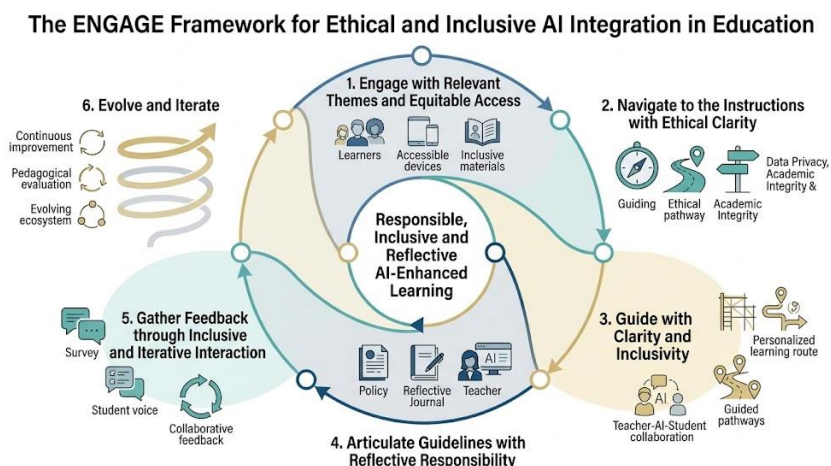 The ENGAGE Framework for Ethical and Inclusive AI Integration in Education
1. Engage with Relevant
Themes and Equitable Access
Learners
Accessible
devices
Inclusive
materials
2. Navigate to the Instructions
with Ethical Clarity
Guiding
Ethical
pathway
Academic
Integrity
Data Privacy,
Academic
Integrity &
3. Guide with
Clarity and
Inclusivity
Personalized
learning route
Guided
pathways
AI
Teacher-AI-Student
collaboration
4. Articulate Guidelines with
Reflective Responsibility
Policy
Reflective
Journal
AI
Teacher
5. Gather Feedback
through Inclusive
and Iterative Interaction
Survey
Student voice
Collaborative
feedback
6. Evolve and Iterate
Continuous
improvement
Pedagogical
evaluation
Evolving
ecosystem
Responsible,
Inclusive and
Reflective
AI-Enhanced
Learning